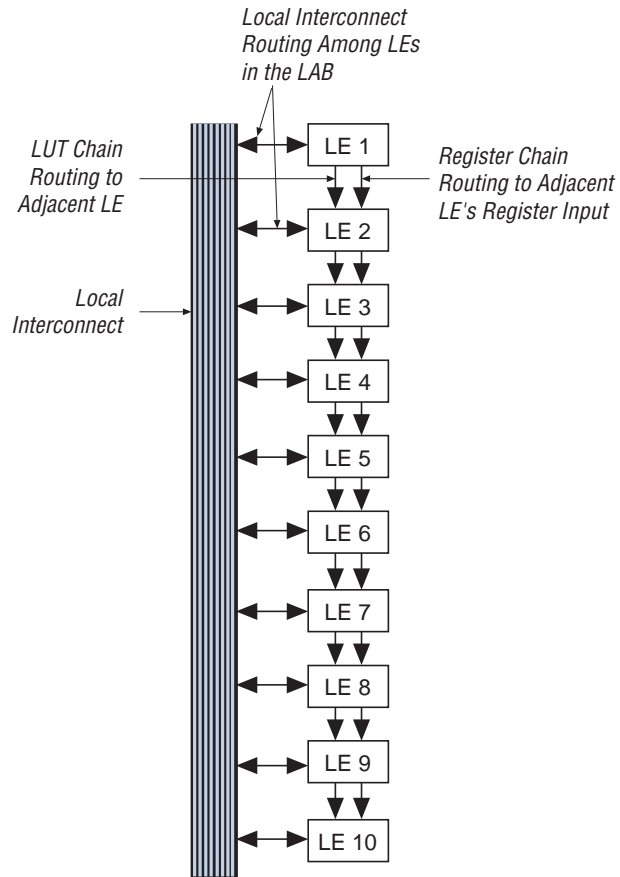 Local Interconnect
Routing Among LEs
in the LAB
LUT Chain
Routing to
Adjacent LE
Register Chain
Routing to Adjacent
LE's Register Input
Local
Interconnect
LE 1
LE 2
LE 3
LE 4
LE 5
LE 6
LE 7
LE 8
LE 9
LE 10